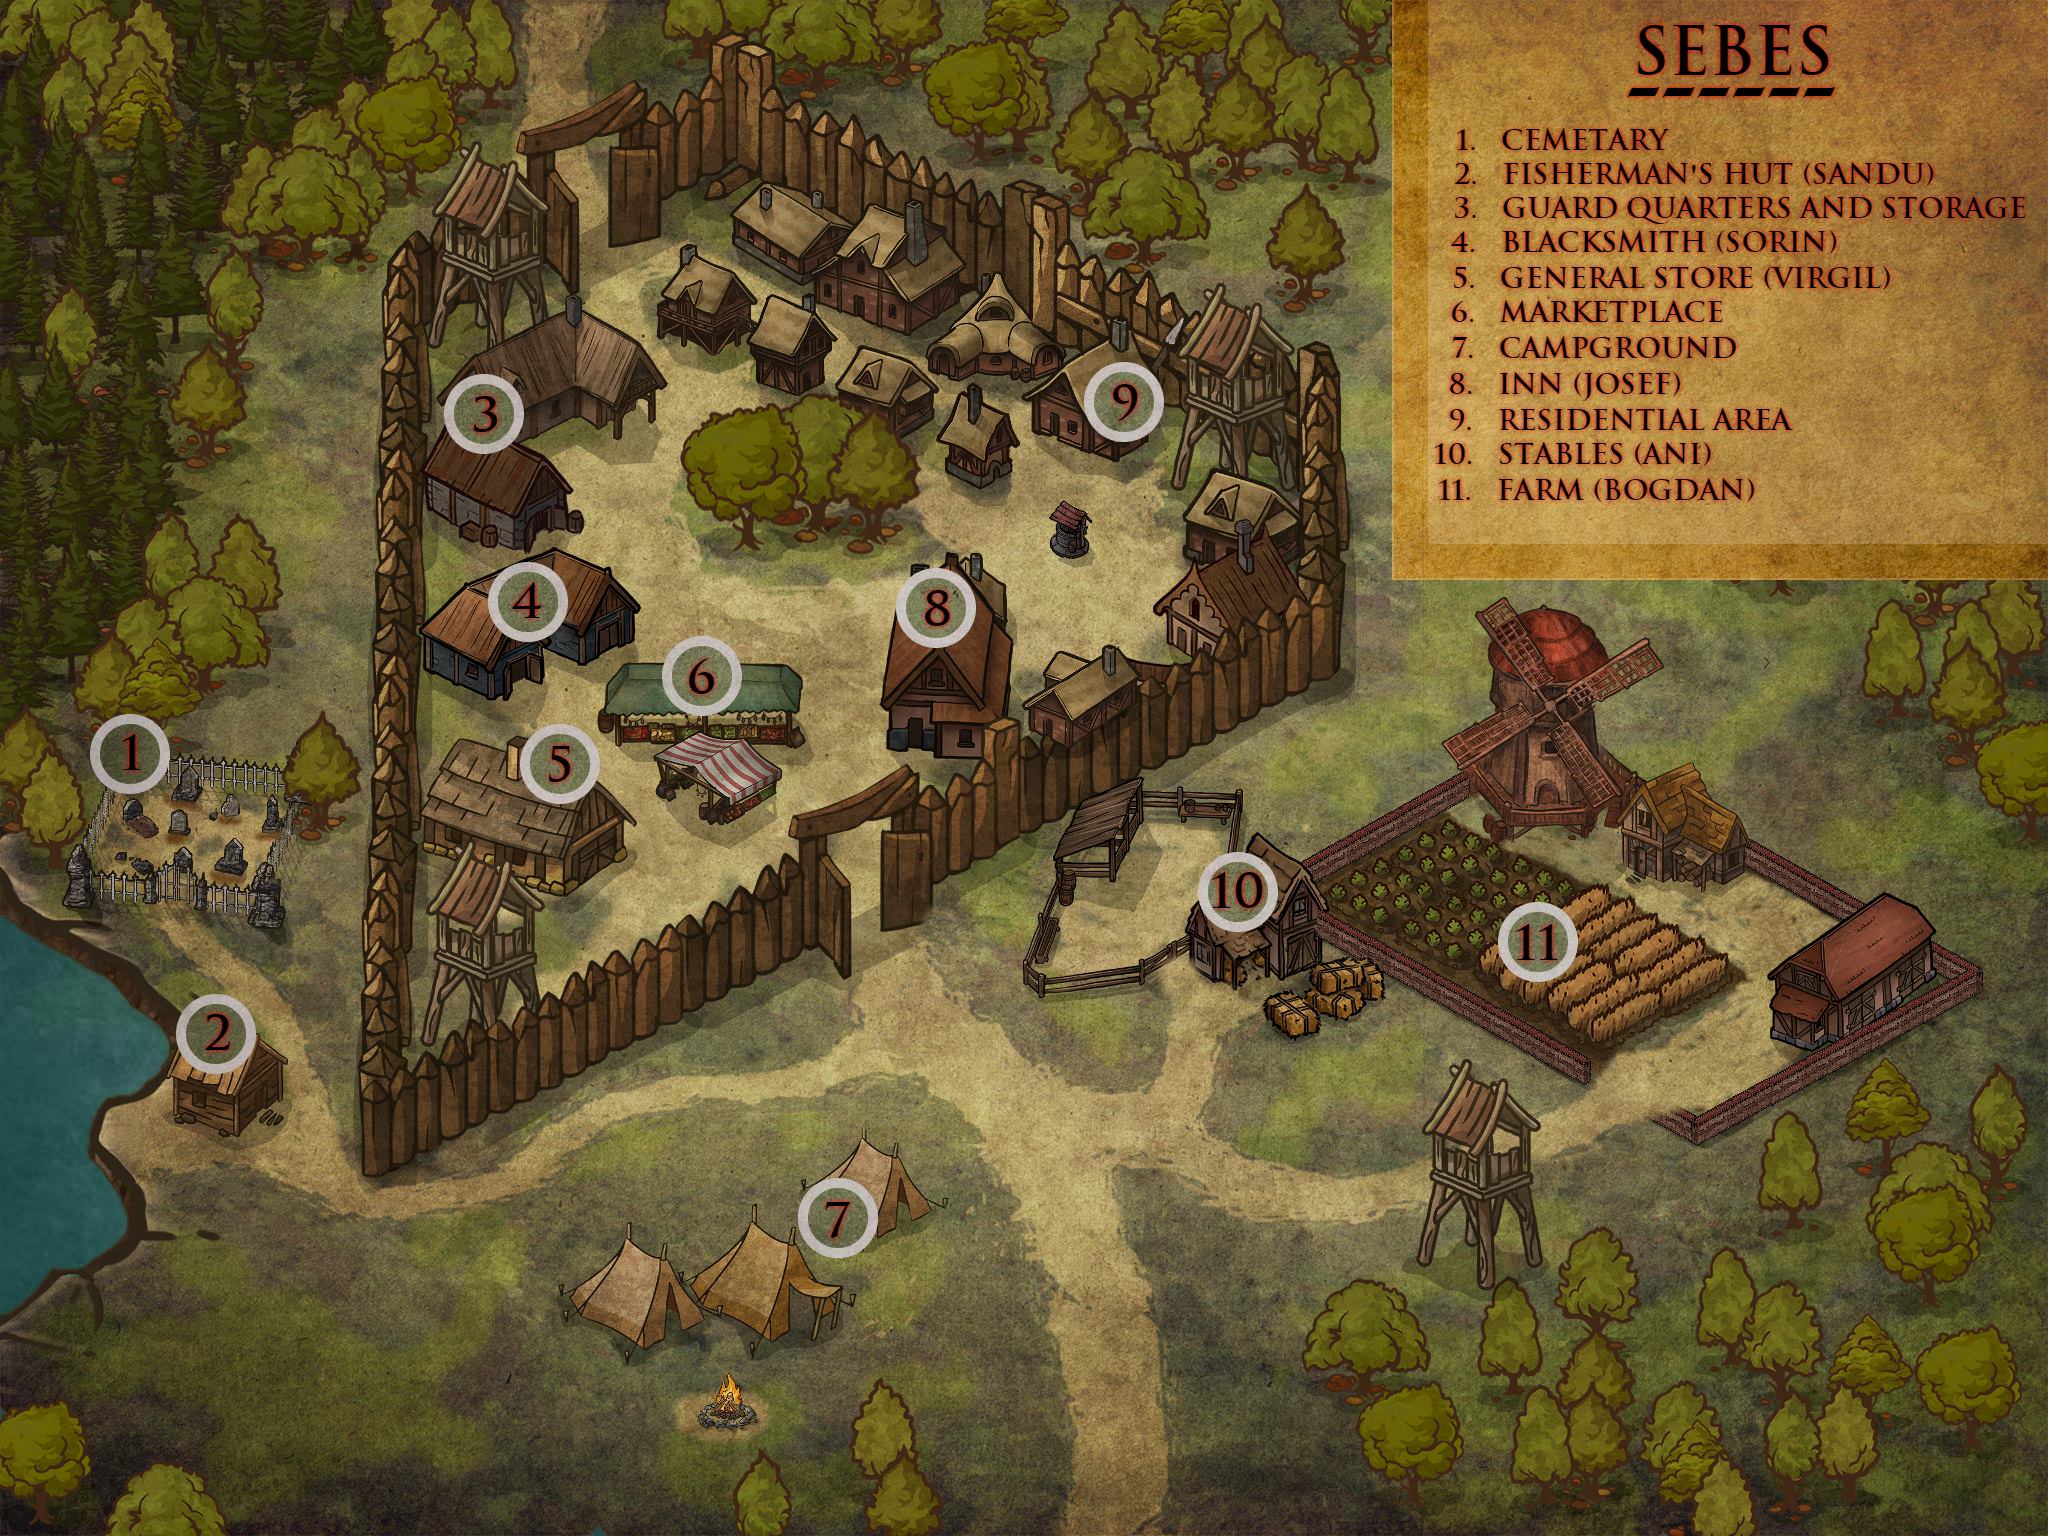 SEBES
1. CEMETARY
2. FISHERMAN'S HUT (SANDU)
3. GUARD QUARTERS AND STORAGE
4. BLACKSMITH (SORIN)
5. GENERAL STORE (VIRGIL)
6. MARKETPLACE
7. CAMPGROUND
8. INN (JOSEF)
9. RESIDENTIAL AREA
10. STABLES (ANI)
11. FARM (BOGDAN)
3
9
4
8
6
1
5
10
11
2
7